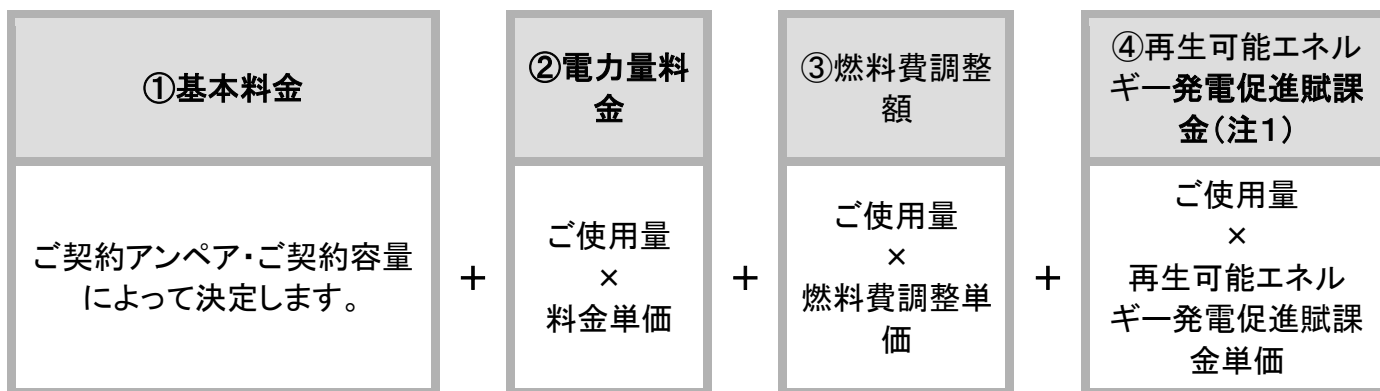 ①基本料金
ご契約アンペア・ご契約容量
によって決定します。
+
②電力量料
金
ご使用量
×
料金単価
+
③燃料費調整
額
ご使用量
×
燃料費調整単
価
+
④再生可能エネル
ギー発電促進賦課
金(注1)
ご使用量
×
再生可能エネル
ギー発電促進賦課
金単価